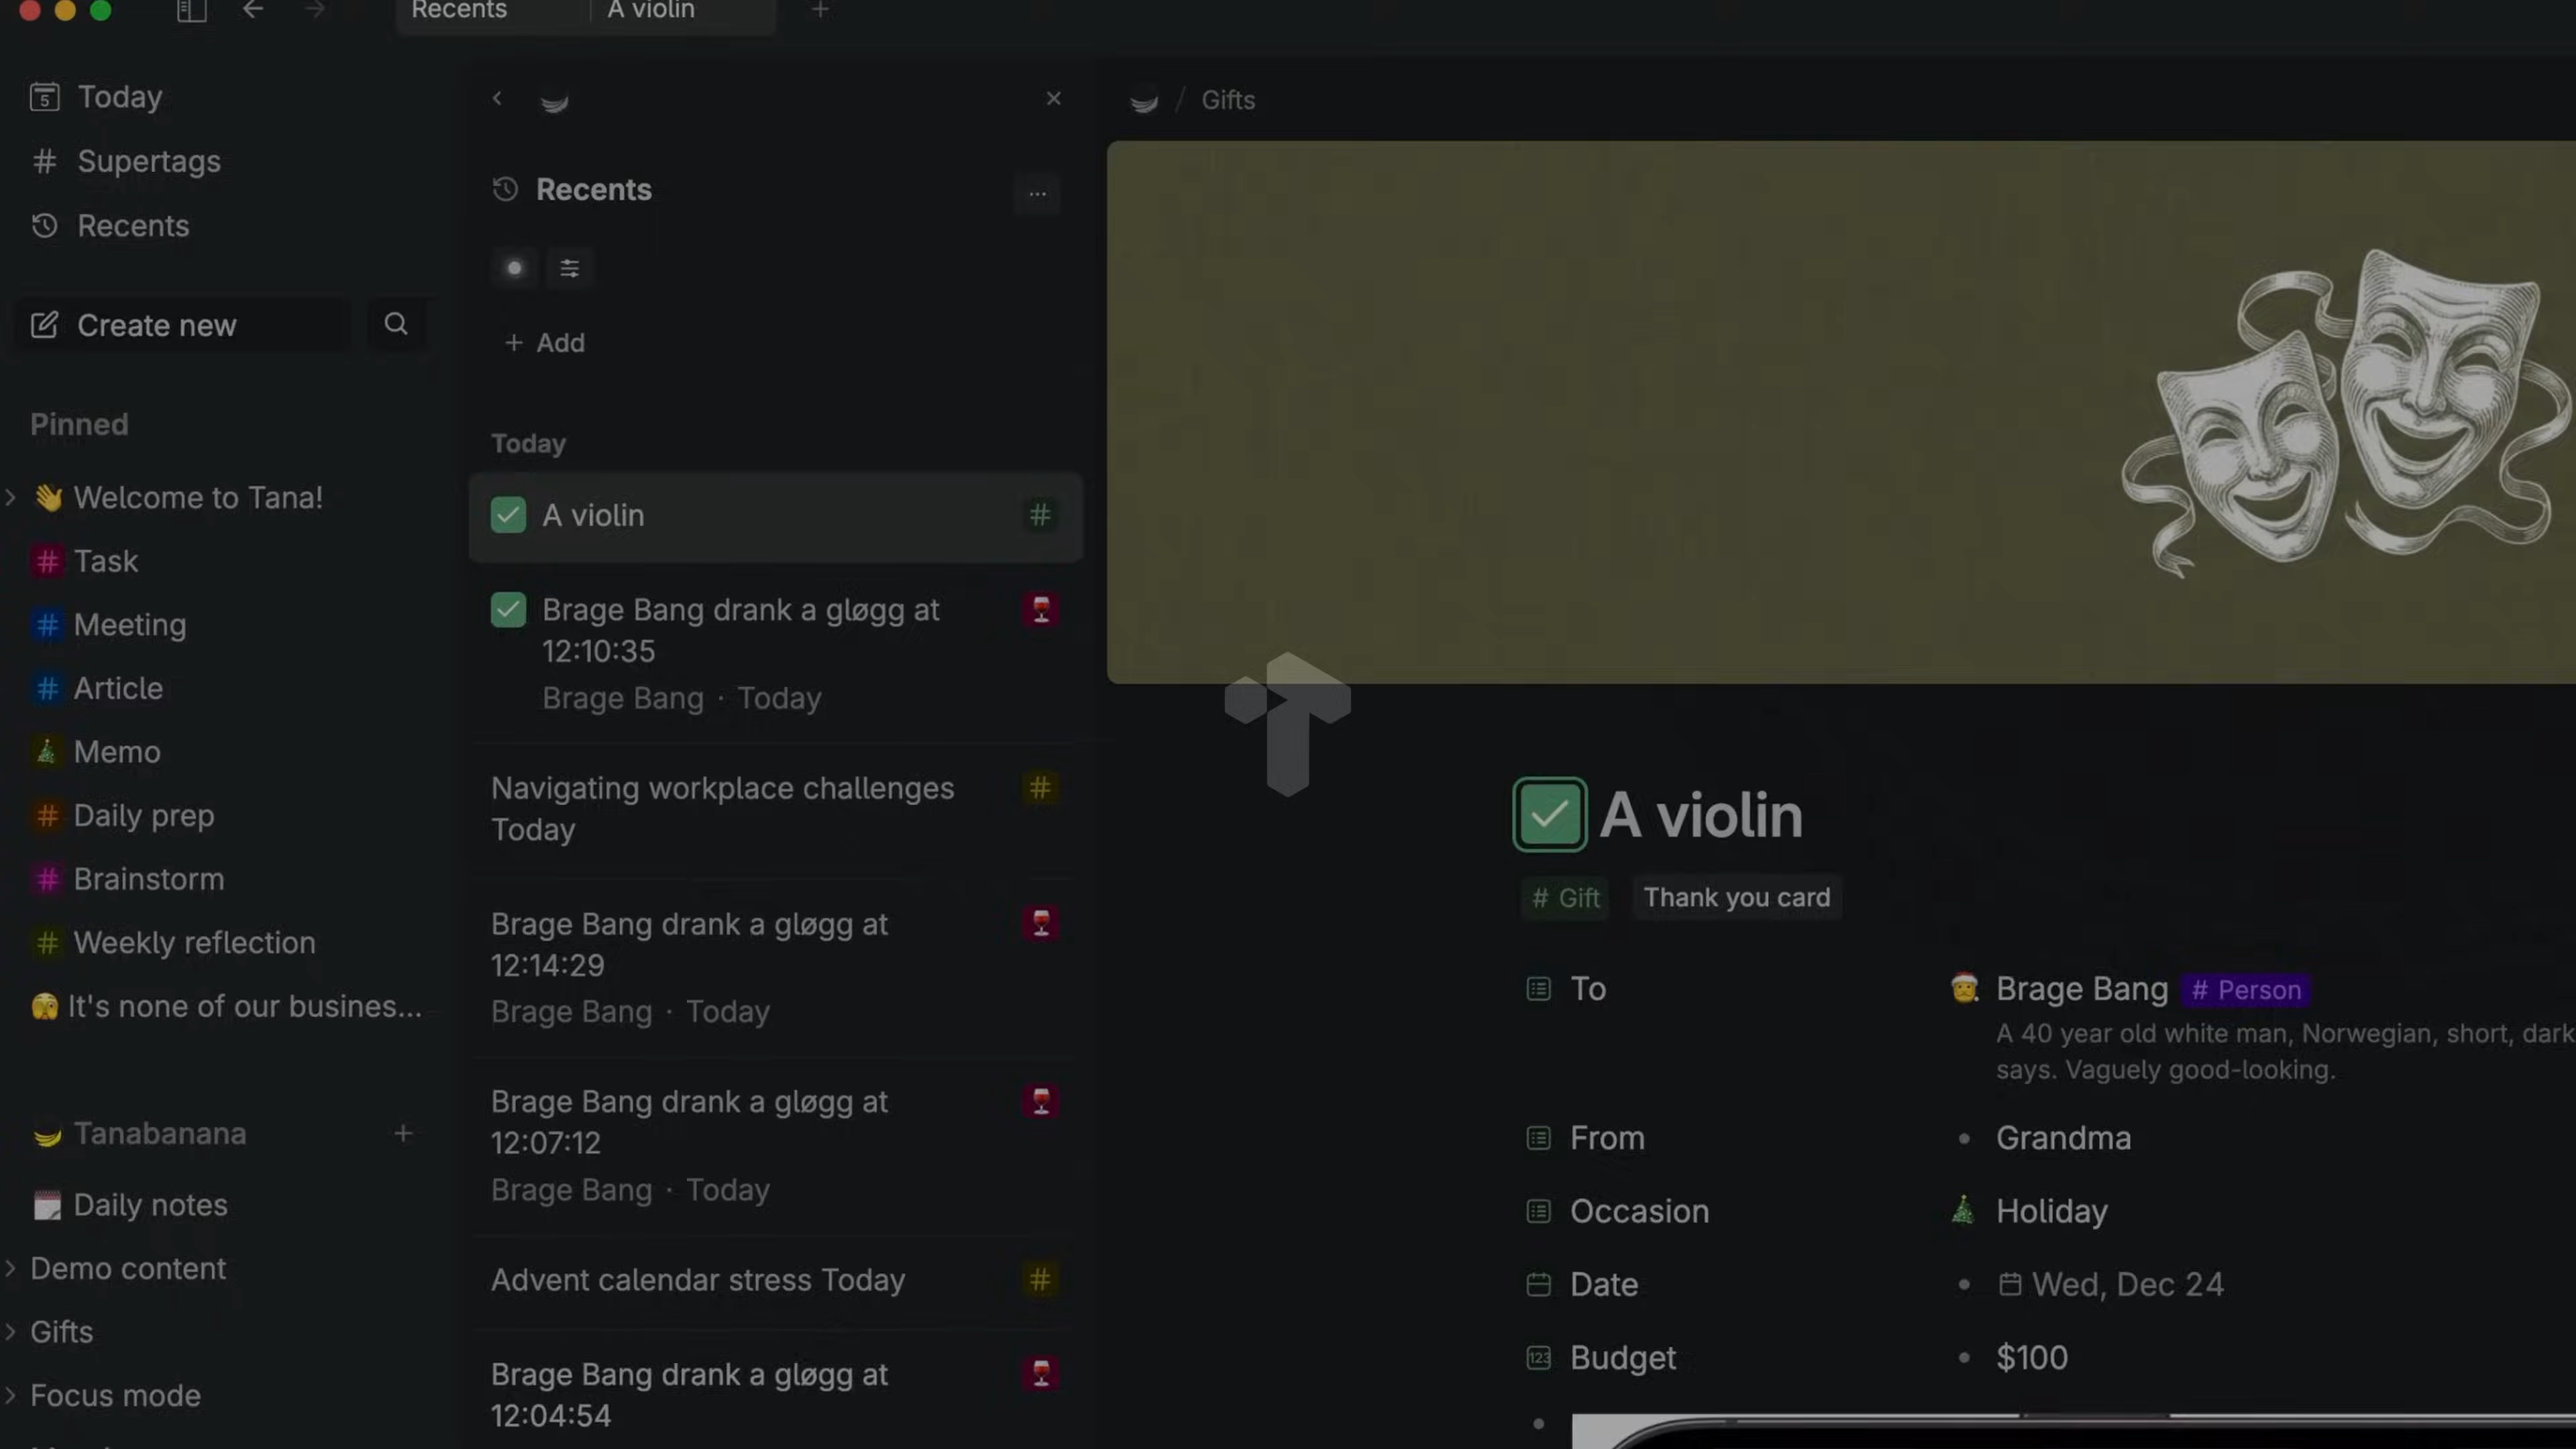 Recents
A violin
5
Today
Supertags
Recents
Create new
Pinned
Welcome to Tana!
# Task
# Meeting
# Article
Memo
# Daily prep
# Brainstorm
# Weekly reflection
It's none of our busines...
Tanabanana
Daily notes
Demo content
Gifts
Focus mode
Recents
...
+ Add
Today
A violin #
Brage Bang drank a gløgg at
12:10:35
Brage Bang · Today
Navigating workplace challenges #
Today
Brage Bang drank a gløgg at
12:14:29
Brage Bang · Today
Brage Bang drank a gløgg at
12:07:12
Brage Bang · Today
Advent calendar stress Today #
Brage Bang drank a gløgg at
12:04:54
/ Gifts
A violin
# Gift
Thank you card
To
Brage Bang # Person
A 40 year old white man, Norwegian, short, dark
says. Vaguely good-looking.
From
Grandma
Occasion
Holiday
Date
Wed, Dec 24
123 Budget
$100